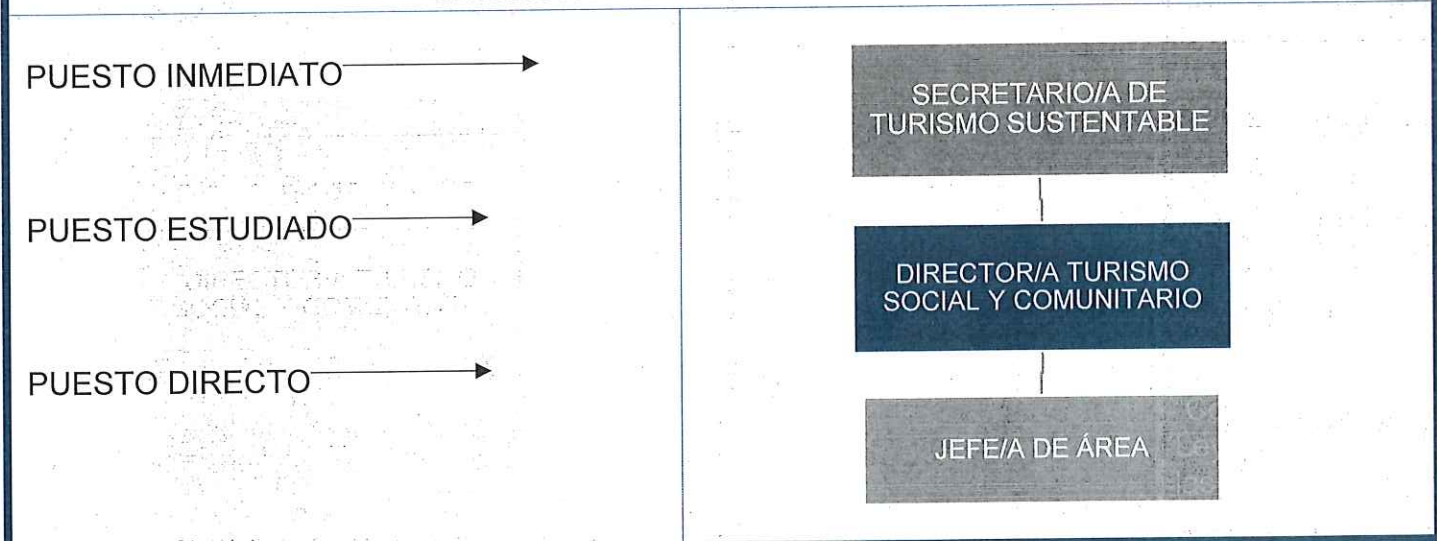 PUESTO INMEDIATO
SECRETARIO/A DE
TURISMO SUSTENTABLE
PUESTO ESTUDIADO
DIRECTOR/A TURISMO
SOCIAL Y COMUNITARIO
PUESTO DIRECTO
JEFE/A DE ÁREA